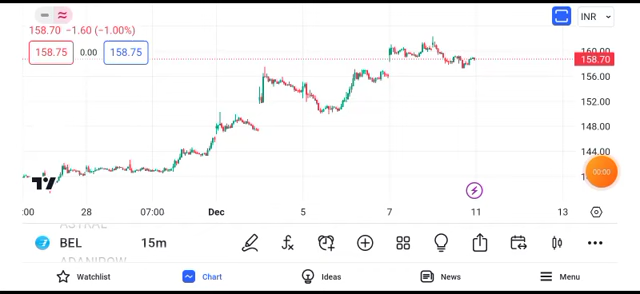 INR
158.70 −1.60 (−1.00%)
158.75 0.00 158.75
160.00
158.70
156.00
152.00
148.00
144.00
00:00
:00 28 07:00 Dec 5 7 11 13
BEL 15m
ADANIPOW
Watchlist Chart Ideas News Menu